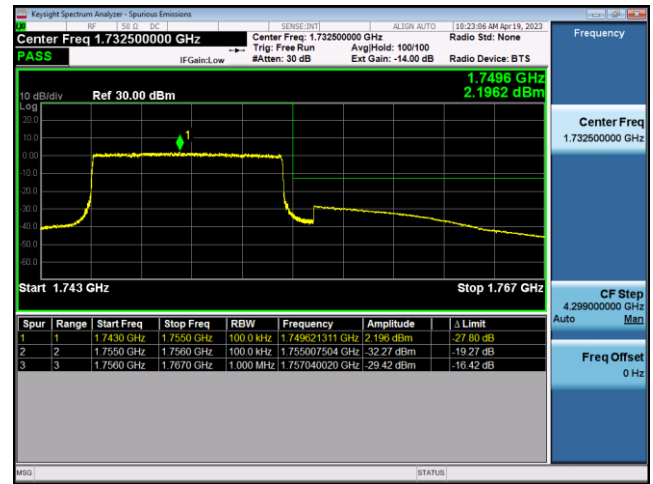 Keysight Spectrum Analyzer - Spurious Emissions
RF 50 Ω DC SENSE:INT ALIGN AUTO 10:23:06 AM Apr 19, 2023
Center Freq 1.732500000 GHz Center Freq: 1.732500000 GHz Radio Std: None
Trig: Free Run Avg|Hold: 100/100
PASS IFGain:Low #Atten: 30 dB Ext Gain: -14.00 dB Radio Device: BTS
1.7496 GHz
10 dB/div Ref 30.00 dBm 2.1962 dBm
Log
20.0
10.0
1
0.00
-10.0
-20.0
-30.0
-40.0
-50.0
-60.0
Start 1.743 GHz Stop 1.767 GHz
Spur Range Start Freq Stop Freq RBW Frequency Amplitude Δ Limit
1 1 1.7430 GHz 1.7550 GHz 100.0 kHz 1.749621311 GHz 2.196 dBm -27.80 dB
2 2 1.7550 GHz 1.7560 GHz 100.0 kHz 1.755007504 GHz -32.27 dBm -19.27 dB
3 3 1.7560 GHz 1.7670 GHz 1.000 MHz 1.757040020 GHz -29.42 dBm -16.42 dB
MSG STATUS
Frequency
Center Freq
1.732500000 GHz
CF Step
4.299000000 GHz
Auto Man
Freq Offset
0 Hz